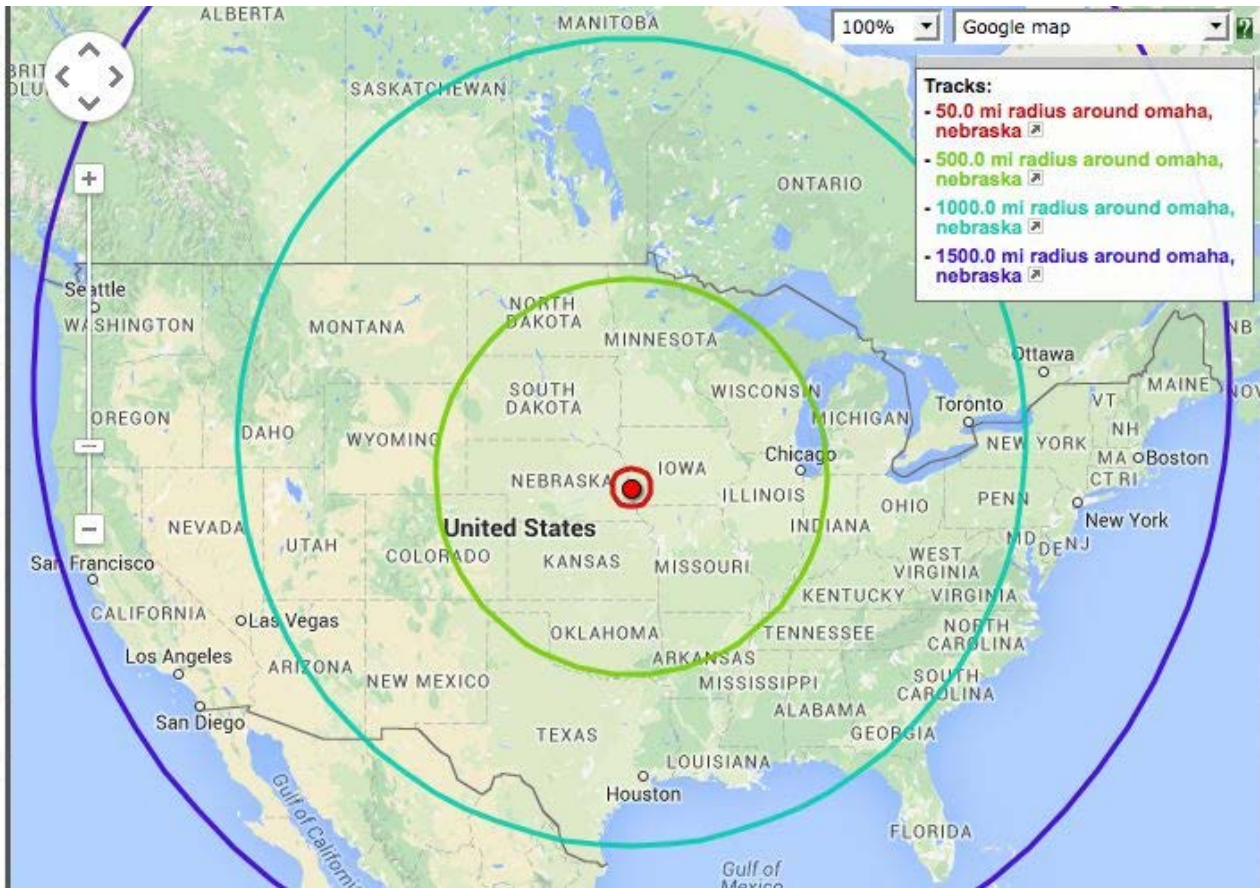 ALBERTA
MANITOBA
100%
Google map
?
SASKATCHEWAN
ONTARIO
Tracks:
- 50.0 mi radius around omaha,
nebraska
- 500.0 mi radius around omaha,
nebraska
- 1000.0 mi radius around omaha,
nebraska
- 1500.0 mi radius around omaha,
nebraska
+
−
Seattle
WASHINGTON
MONTANA
NORTH
DAKOTA
MINNESOTA
Ottawa
NB
OREGON
IDAHO
WYOMING
SOUTH
DAKOTA
WISCONSIN
MICHIGAN
Toronto
VT
MAINE
NEW YORK
NH
MA
Boston
CT
RI
NEBRASKA
IOWA
Chicago
ILLINOIS
INDIANA
OHIO
PENN
New York
NEVADA
UTAH
United States
COLORADO
KANSAS
MISSOURI
WEST
VIRGINIA
MD
DE
NJ
San Francisco
CALIFORNIA
Las Vegas
KENTUCKY
VIRGINIA
Los Angeles
ARIZONA
NEW MEXICO
OKLAHOMA
ARKANSAS
TENNESSEE
NORTH
CAROLINA
San Diego
MISSISSIPPI
SOUTH
CAROLINA
ALABAMA
GEORGIA
TEXAS
LOUISIANA
Houston
FLORIDA
Gulf of California
Gulf of
Mexico